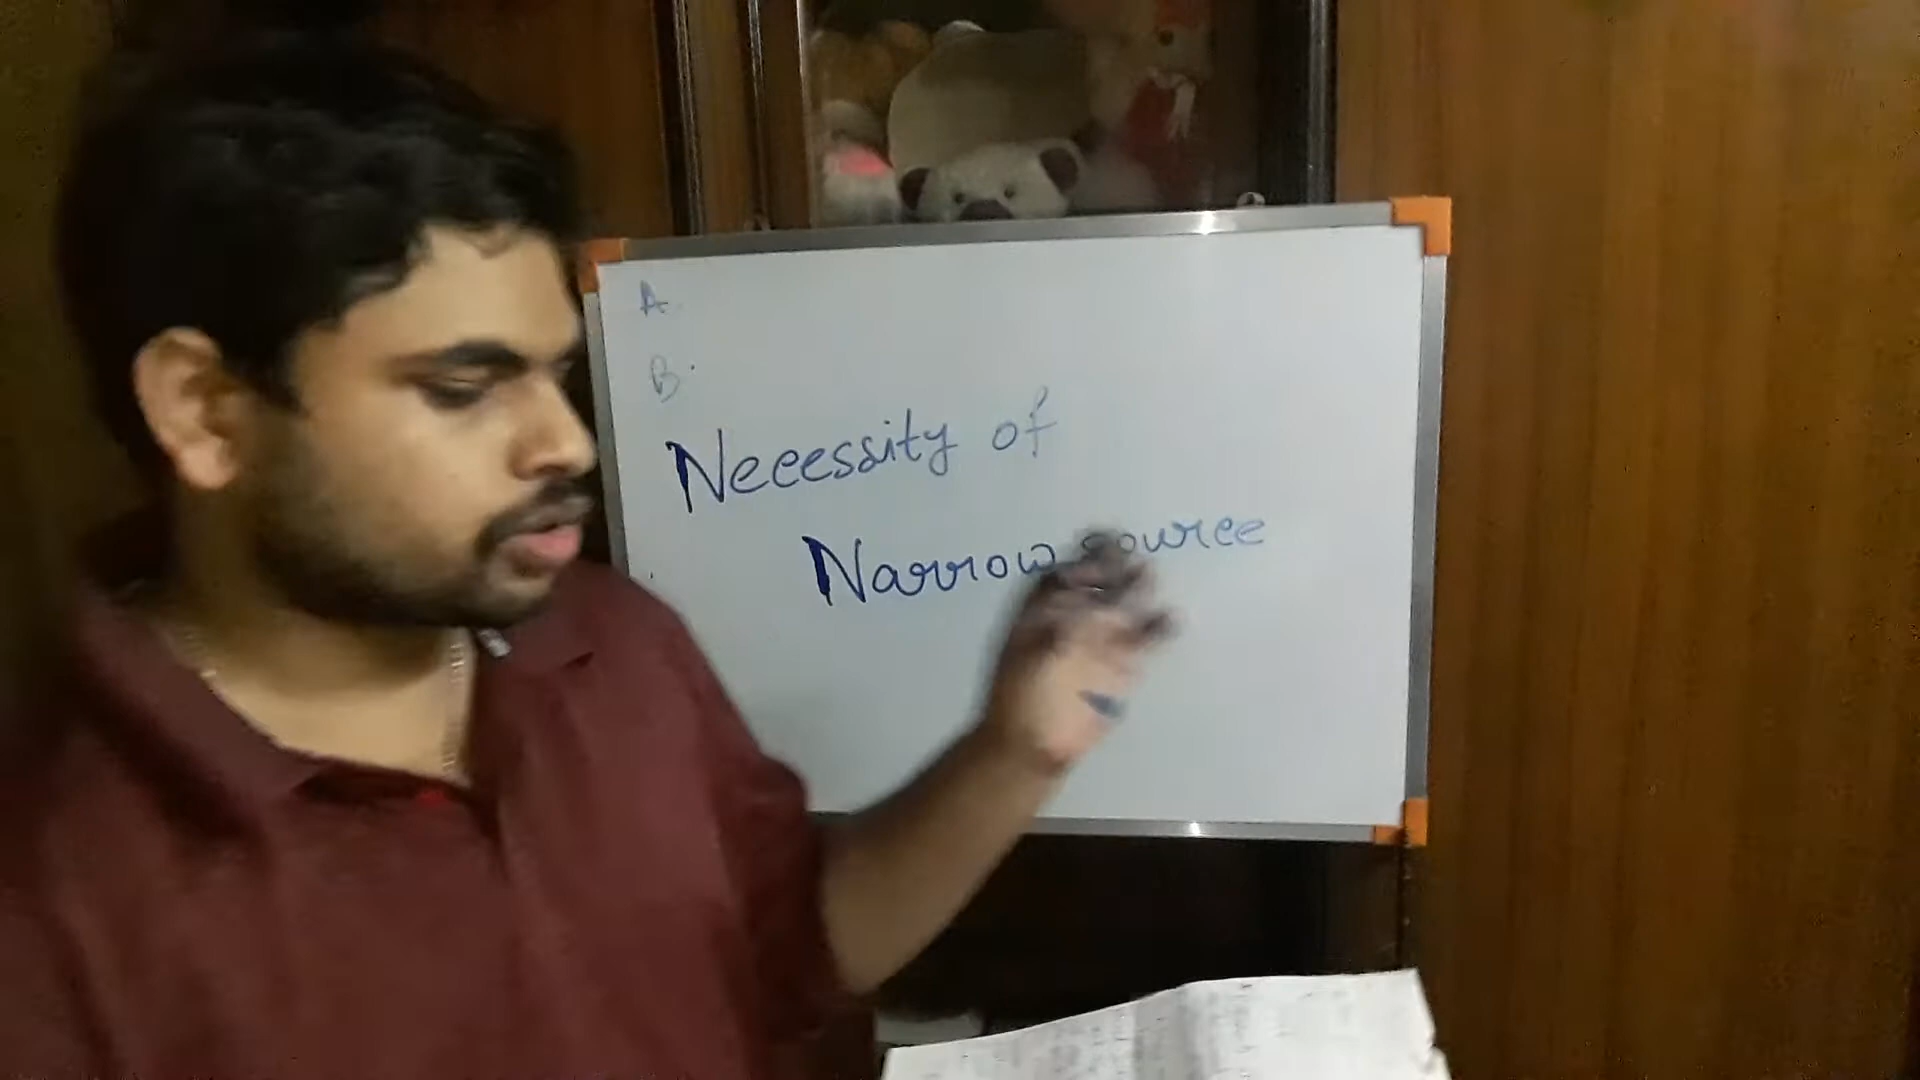 A.
B.
Necessity of
Narrow source